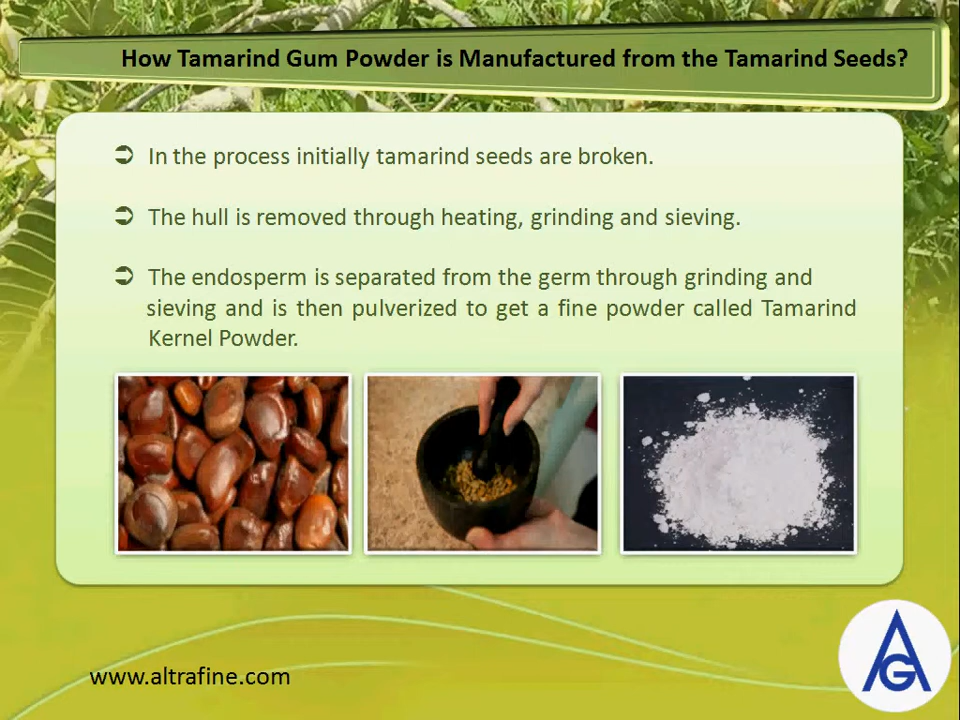 How Tamarind Gum Powder is Manufactured from the Tamarind Seeds?
➲ In the process initially tamarind seeds are broken.
➲ The hull is removed through heating, grinding and sieving.
➲ The endosperm is separated from the germ through grinding and
sieving and is then pulverized to get a fine powder called Tamarind
Kernel Powder.
www.altrafine.com
AG